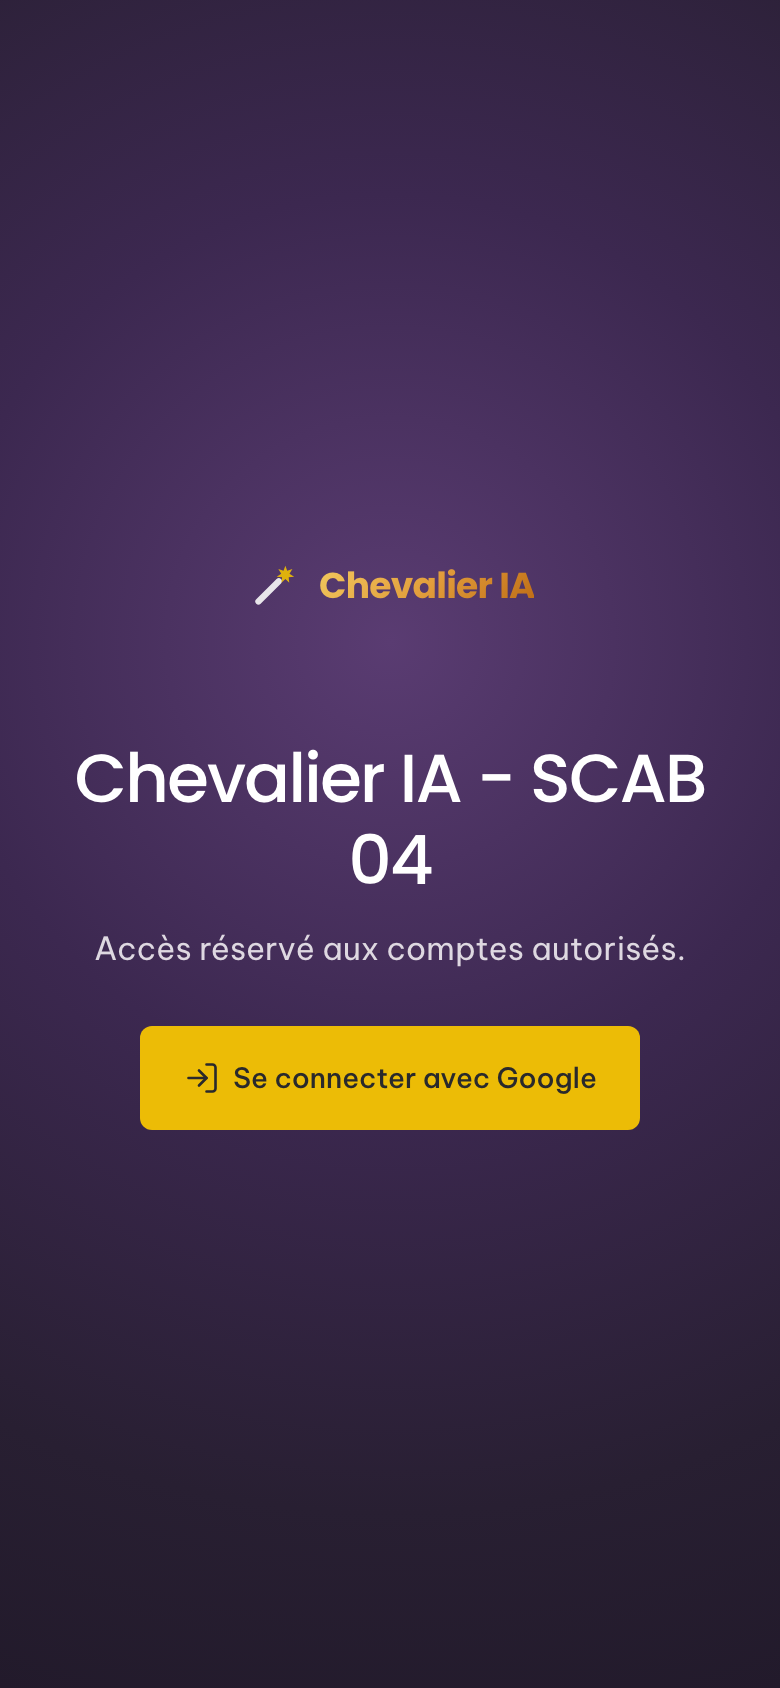 Chevalier IA
Chevalier IA - SCAB
04
Accès réservé aux comptes autorisés.
Se connecter avec Google